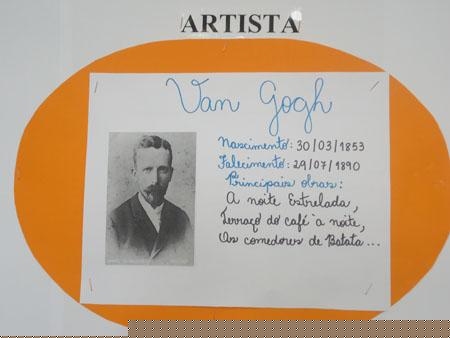 ARTISTA
Van Gogh
Nascimento: 30/03/1853
Falecimento: 29/07/1890
Principais obras:
A noite Estrelada,
Terraço do café à noite,
Os comedores de Batata...